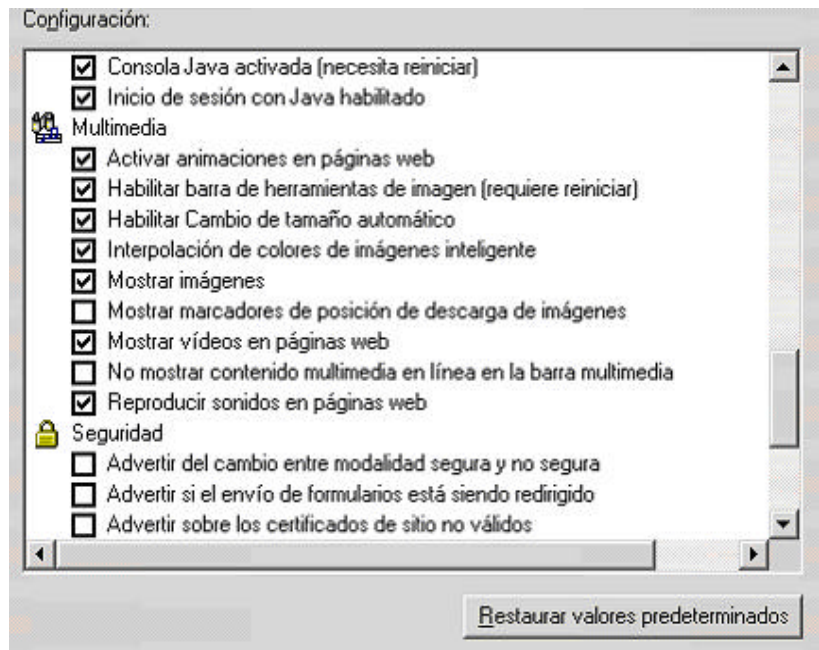 Configuración:
Consola Java activada (necesita reiniciar)
Inicio de sesión con Java habilitado
Multimedia
Activar animaciones en páginas web
Habilitar barra de herramientas de imagen (requiere reiniciar)
Habilitar Cambio de tamaño automático
Interpolación de colores de imágenes inteligente
Mostrar imágenes
Mostrar marcadores de posición de descarga de imágenes
Mostrar vídeos en páginas web
No mostrar contenido multimedia en línea en la barra multimedia
Reproducir sonidos en páginas web
Seguridad
Advertir del cambio entre modalidad segura y no segura
Advertir si el envío de formularios está siendo redirigido
Advertir sobre los certificados de sitio no válidos
Restaurar valores predeterminados